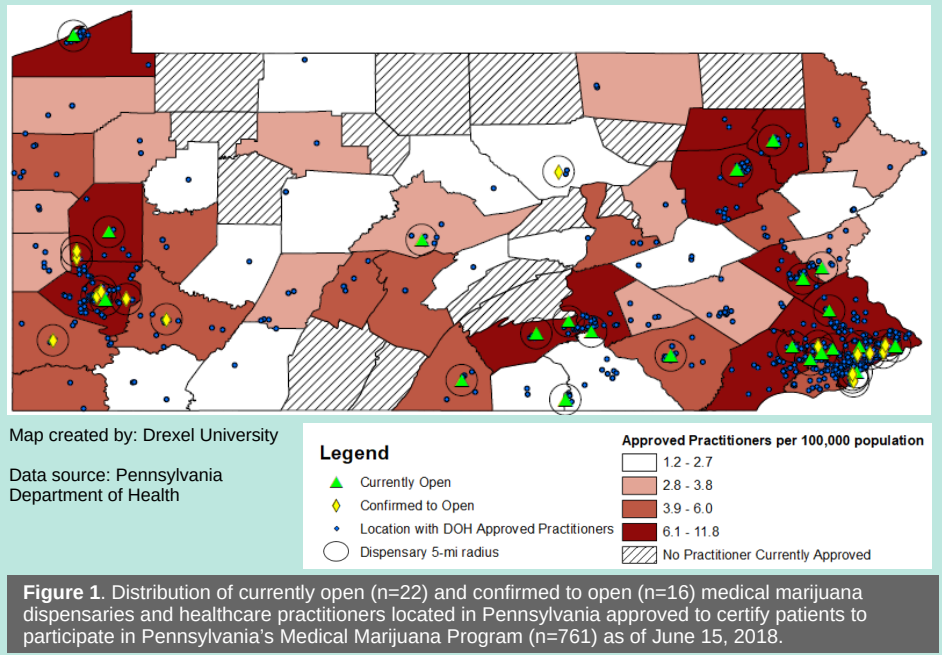 Map created by: Drexel University
Data source: Pennsylvania
Department of Health
Legend
Currently Open
Confirmed to Open
Location with DOH Approved Practitioners
Dispensary 5-mi radius
Approved Practitioners per 100,000 population
1.2 - 2.7
2.8 - 3.8
3.9 - 6.0
6.1 - 11.8
No Practitioner Currently Approved
Figure 1. Distribution of currently open (n=22) and confirmed to open (n=16) medical marijuana
dispensaries and healthcare practitioners located in Pennsylvania approved to certify patients to
participate in Pennsylvania’s Medical Marijuana Program (n=761) as of June 15, 2018.